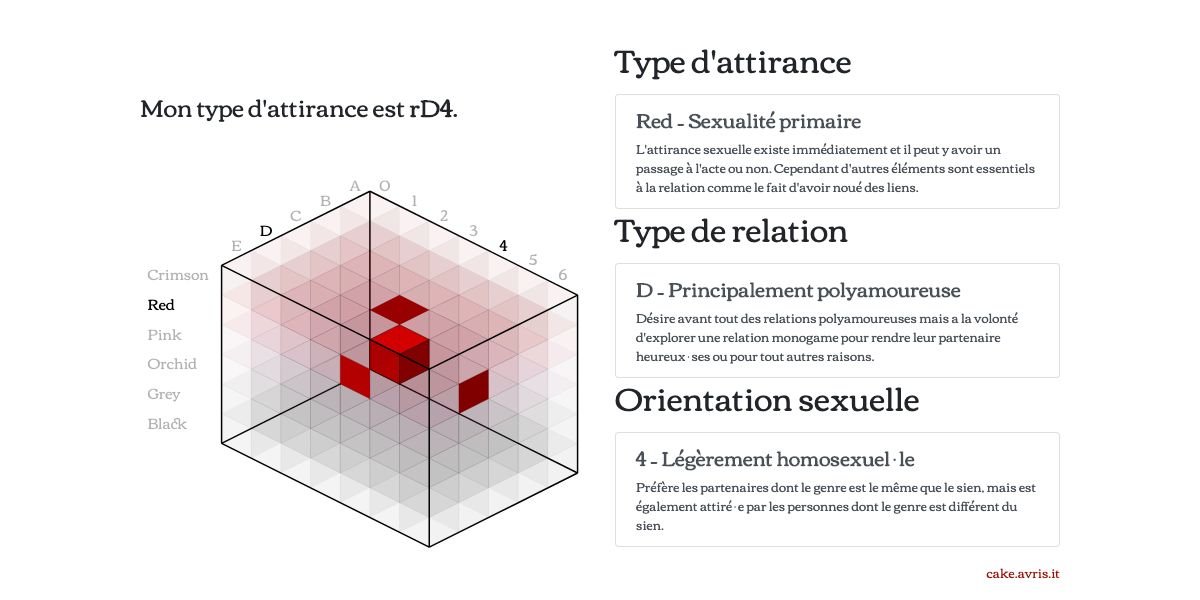 Mon type d'attirance est rD4.
A
B
C
D
E
O
1
2
3
4
5
6
Crimson
Red
Pink
Orchid
Grey
Black
Type d'attirance
Red - Sexualité primaire
L'attirance sexuelle existe immédiatement et il peut y avoir un
passage à l'acte ou non. Cependant d'autres éléments sont essentiels
à la relation comme le fait d'avoir noué des liens.
Type de relation
D - Principalement polyamoureuse
Désire avant tout des relations polyamoureuses mais a la volonté
d'explorer une relation monogame pour rendre leur partenaire
heureux·ses ou pour tout autres raisons.
Orientation sexuelle
4 - Légèrement homosexuel·le
Préfère les partenaires dont le genre est le même que le sien, mais est
également attiré·e par les personnes dont le genre est différent du
sien.
cake.avris.it